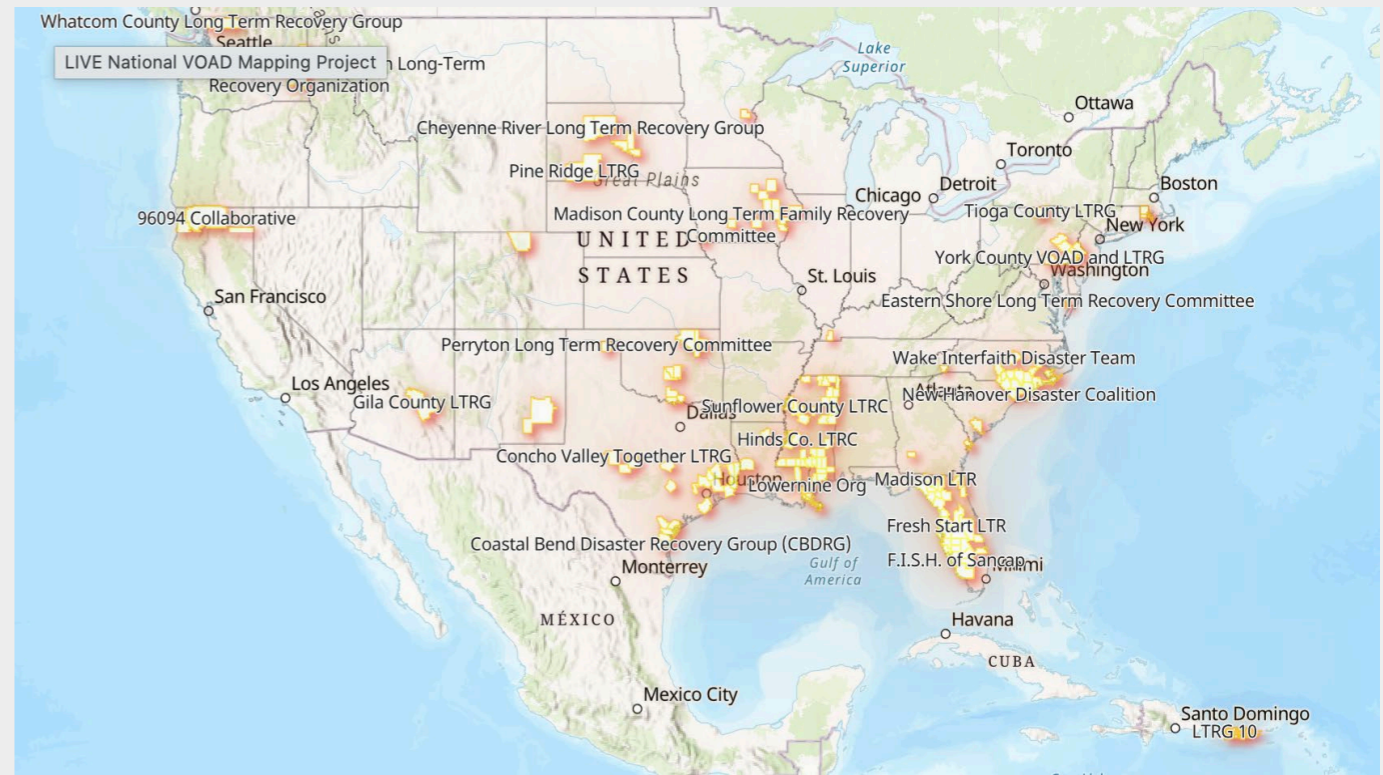 Whatcom County Long Term Recovery Group
Seattle
LIVE National VOAD Mapping Project
Long-Term
Recovery Organization
Lake
Superior
Ottawa
Cheyenne River Long Term Recovery Group
Toronto
Pine Ridge LTRG
Great Plains
Chicago
Detroit
Boston
96094 Collaborative
Madison County Long Term Family Recovery
Committee
Tioga County LTRG
New York
UNITED
STATES
York County VOAD and LTRG
Washington
St. Louis
San Francisco
Eastern Shore Long Term Recovery Committee
Perryton Long Term Recovery Committee
Wake Interfaith Disaster Team
Los Angeles
Gila County LTRG
Atlanta
New Hanover Disaster Coalition
Dallas
Sunflower County LTRC
Hinds Co. LTRC
Concho Valley Together LTRG
Houston
Lowernine Org
Madison LTR
Fresh Start LTR
Coastal Bend Disaster Recovery Group (CBDRG)
F.I.S.H. of Sancap
Miami
Gulf of
America
Monterrey
MÉXICO
Havana
CUBA
Mexico City
Santo Domingo
LTRG 10